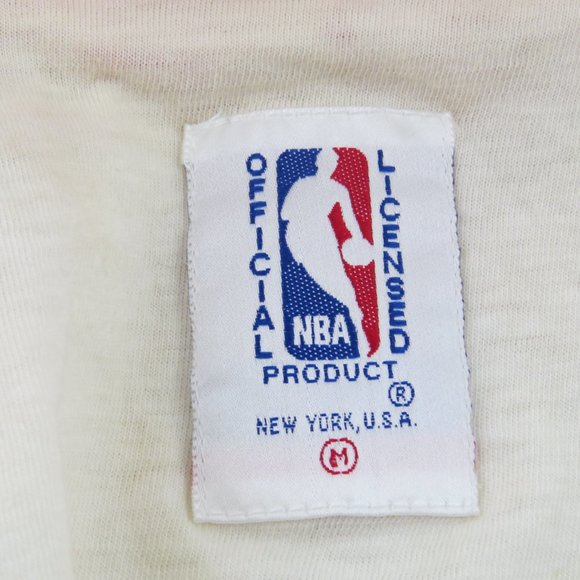 OFFICIAL
LICENSED
NBA
PRODUCT
®
NEW YORK, U.S.A.
M